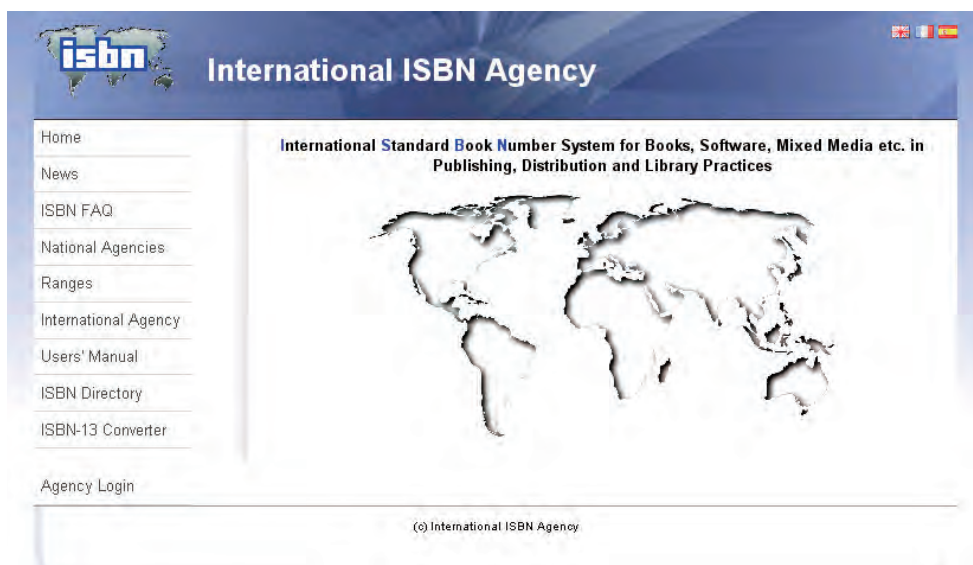 isbn
International ISBN Agency
Home
News
ISBN FAQ
National Agencies
Ranges
International Agency
Users' Manual
ISBN Directory
ISBN-13 Converter
Agency Login
International Standard Book Number System for Books, Software, Mixed Media etc. in
Publishing, Distribution and Library Practices
(c) International ISBN Agency